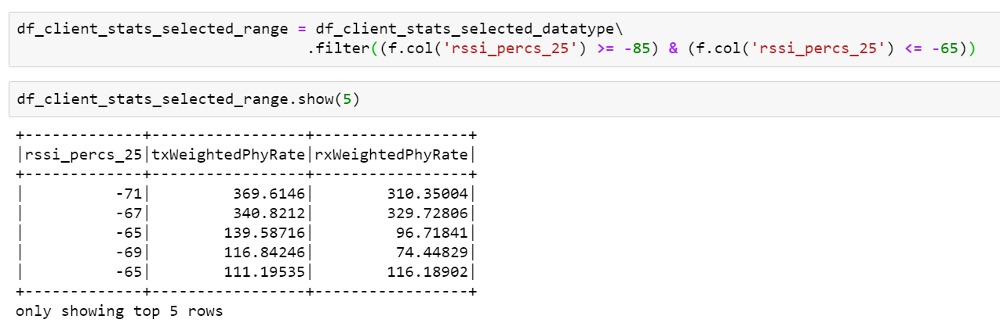 df_client_stats_selected_range = df_client_stats_selected_datatype\
                                .filter((f.col('rssi_percs_25') >= -85) & (f.col('rssi_percs_25') <= -65))
df_client_stats_selected_range.show(5)
+-------------+-----------------+-----------------+
|rssi_percs_25|txWeightedPhyRate|rxWeightedPhyRate|
+-------------+-----------------+-----------------+
|          -71|         369.6146|        310.35004|
|          -67|         340.8212|        329.72806|
|          -65|        139.58716|         96.71841|
|          -69|        116.84246|         74.44829|
|          -65|        111.19535|        116.18902|
+-------------+-----------------+-----------------+
only showing top 5 rows